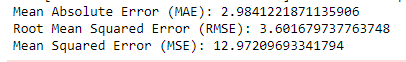 Mean Absolute Error (MAE): 2.9841221871135906
Root Mean Squared Error (RMSE): 3.601679737763748
Mean Squared Error (MSE): 12.97209693341794